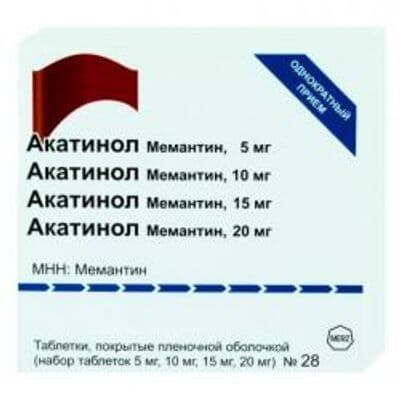 ОДНОКРАТНЫЙ
ПРИЕМ
Акатинол Мемантин, 5 мг
Акатинол Мемантин, 10 мг
Акатинол Мемантин, 15 мг
Акатинол Мемантин, 20 мг
МНН: Мемантин
Таблетки, покрытые пленочной оболочкой
(набор таблеток 5 мг, 10 мг, 15 мг, 20 мг) № 28
MERZ